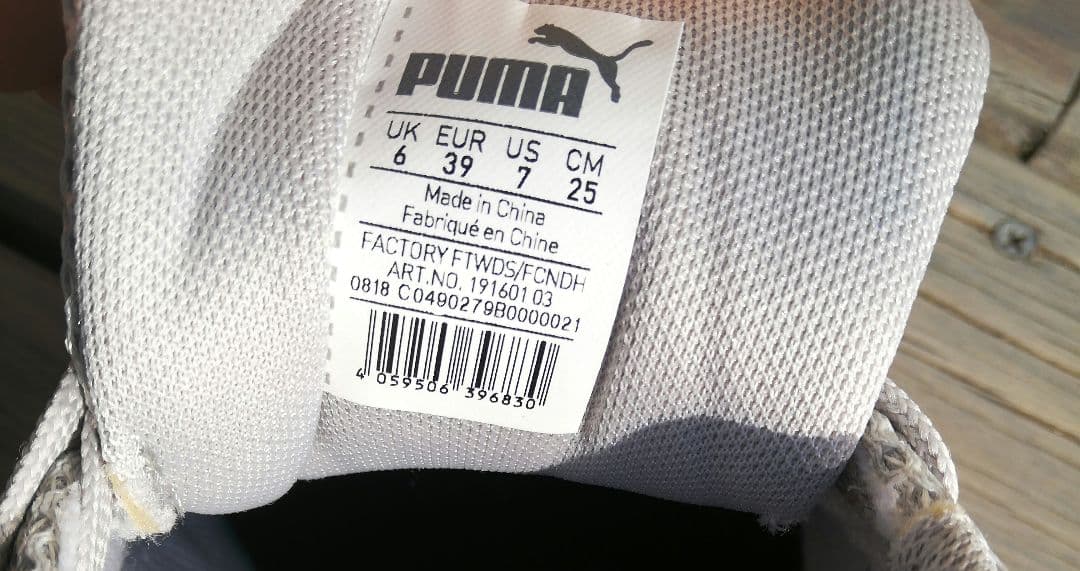 PUMA
UK EUR US CM
6 39 7 25
Made in China
Fabriqué en Chine
FACTORY FTWDS/FCNDH
ART.NO. 191601 03
0818 C0490279B0000021
4 059506 396830